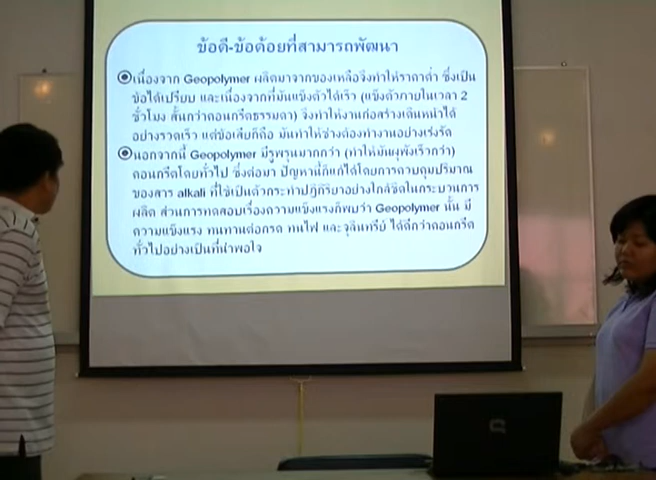 ข้อดี-ข้อด้อยที่สามารถพัฒนา
เนื่องจาก Geopolymer ผลิตมาจากของเหลือจึงทำให้ราคาต่ำ ซึ่งเป็น
ข้อได้เปรียบ และเนื่องจากที่มันแข็งตัวได้เร็ว (แข็งตัวภายในเวลา 2
ชั่วโมง สั้นกว่าคอนกรีตธรรมดา) จึงทำให้งานก่อสร้างเดินหน้าได้
อย่างรวดเร็ว แต่ข้อเสียก็คือ มันทำให้ช่างต้องทำงานอย่างเร่งรัด
นอกจากนี้ Geopolymer มีรูพรุนมากกว่า (ทำให้มันผุพังเร็วกว่า)
คอนกรีตโดยทั่วไป ซึ่งต่อมา ปัญหานี้ก็แก้ได้โดยการควบคุมปริมาณ
ของสาร alkali ที่ใช้เป็นตัวกระทำปฏิกิริยาอย่างใกล้ชิดในกระบวนการ
ผลิต ส่วนการทดสอบเรื่องความแข็งแรงก็พบว่า Geopolymer นั้น มี
ความแข็งแรง ทนทานต่อกรด ทนไฟ และ จุลินทรีย์ ได้ดีกว่าคอนกรีต
ทั่วไปอย่างเป็นที่น่าพอใจ